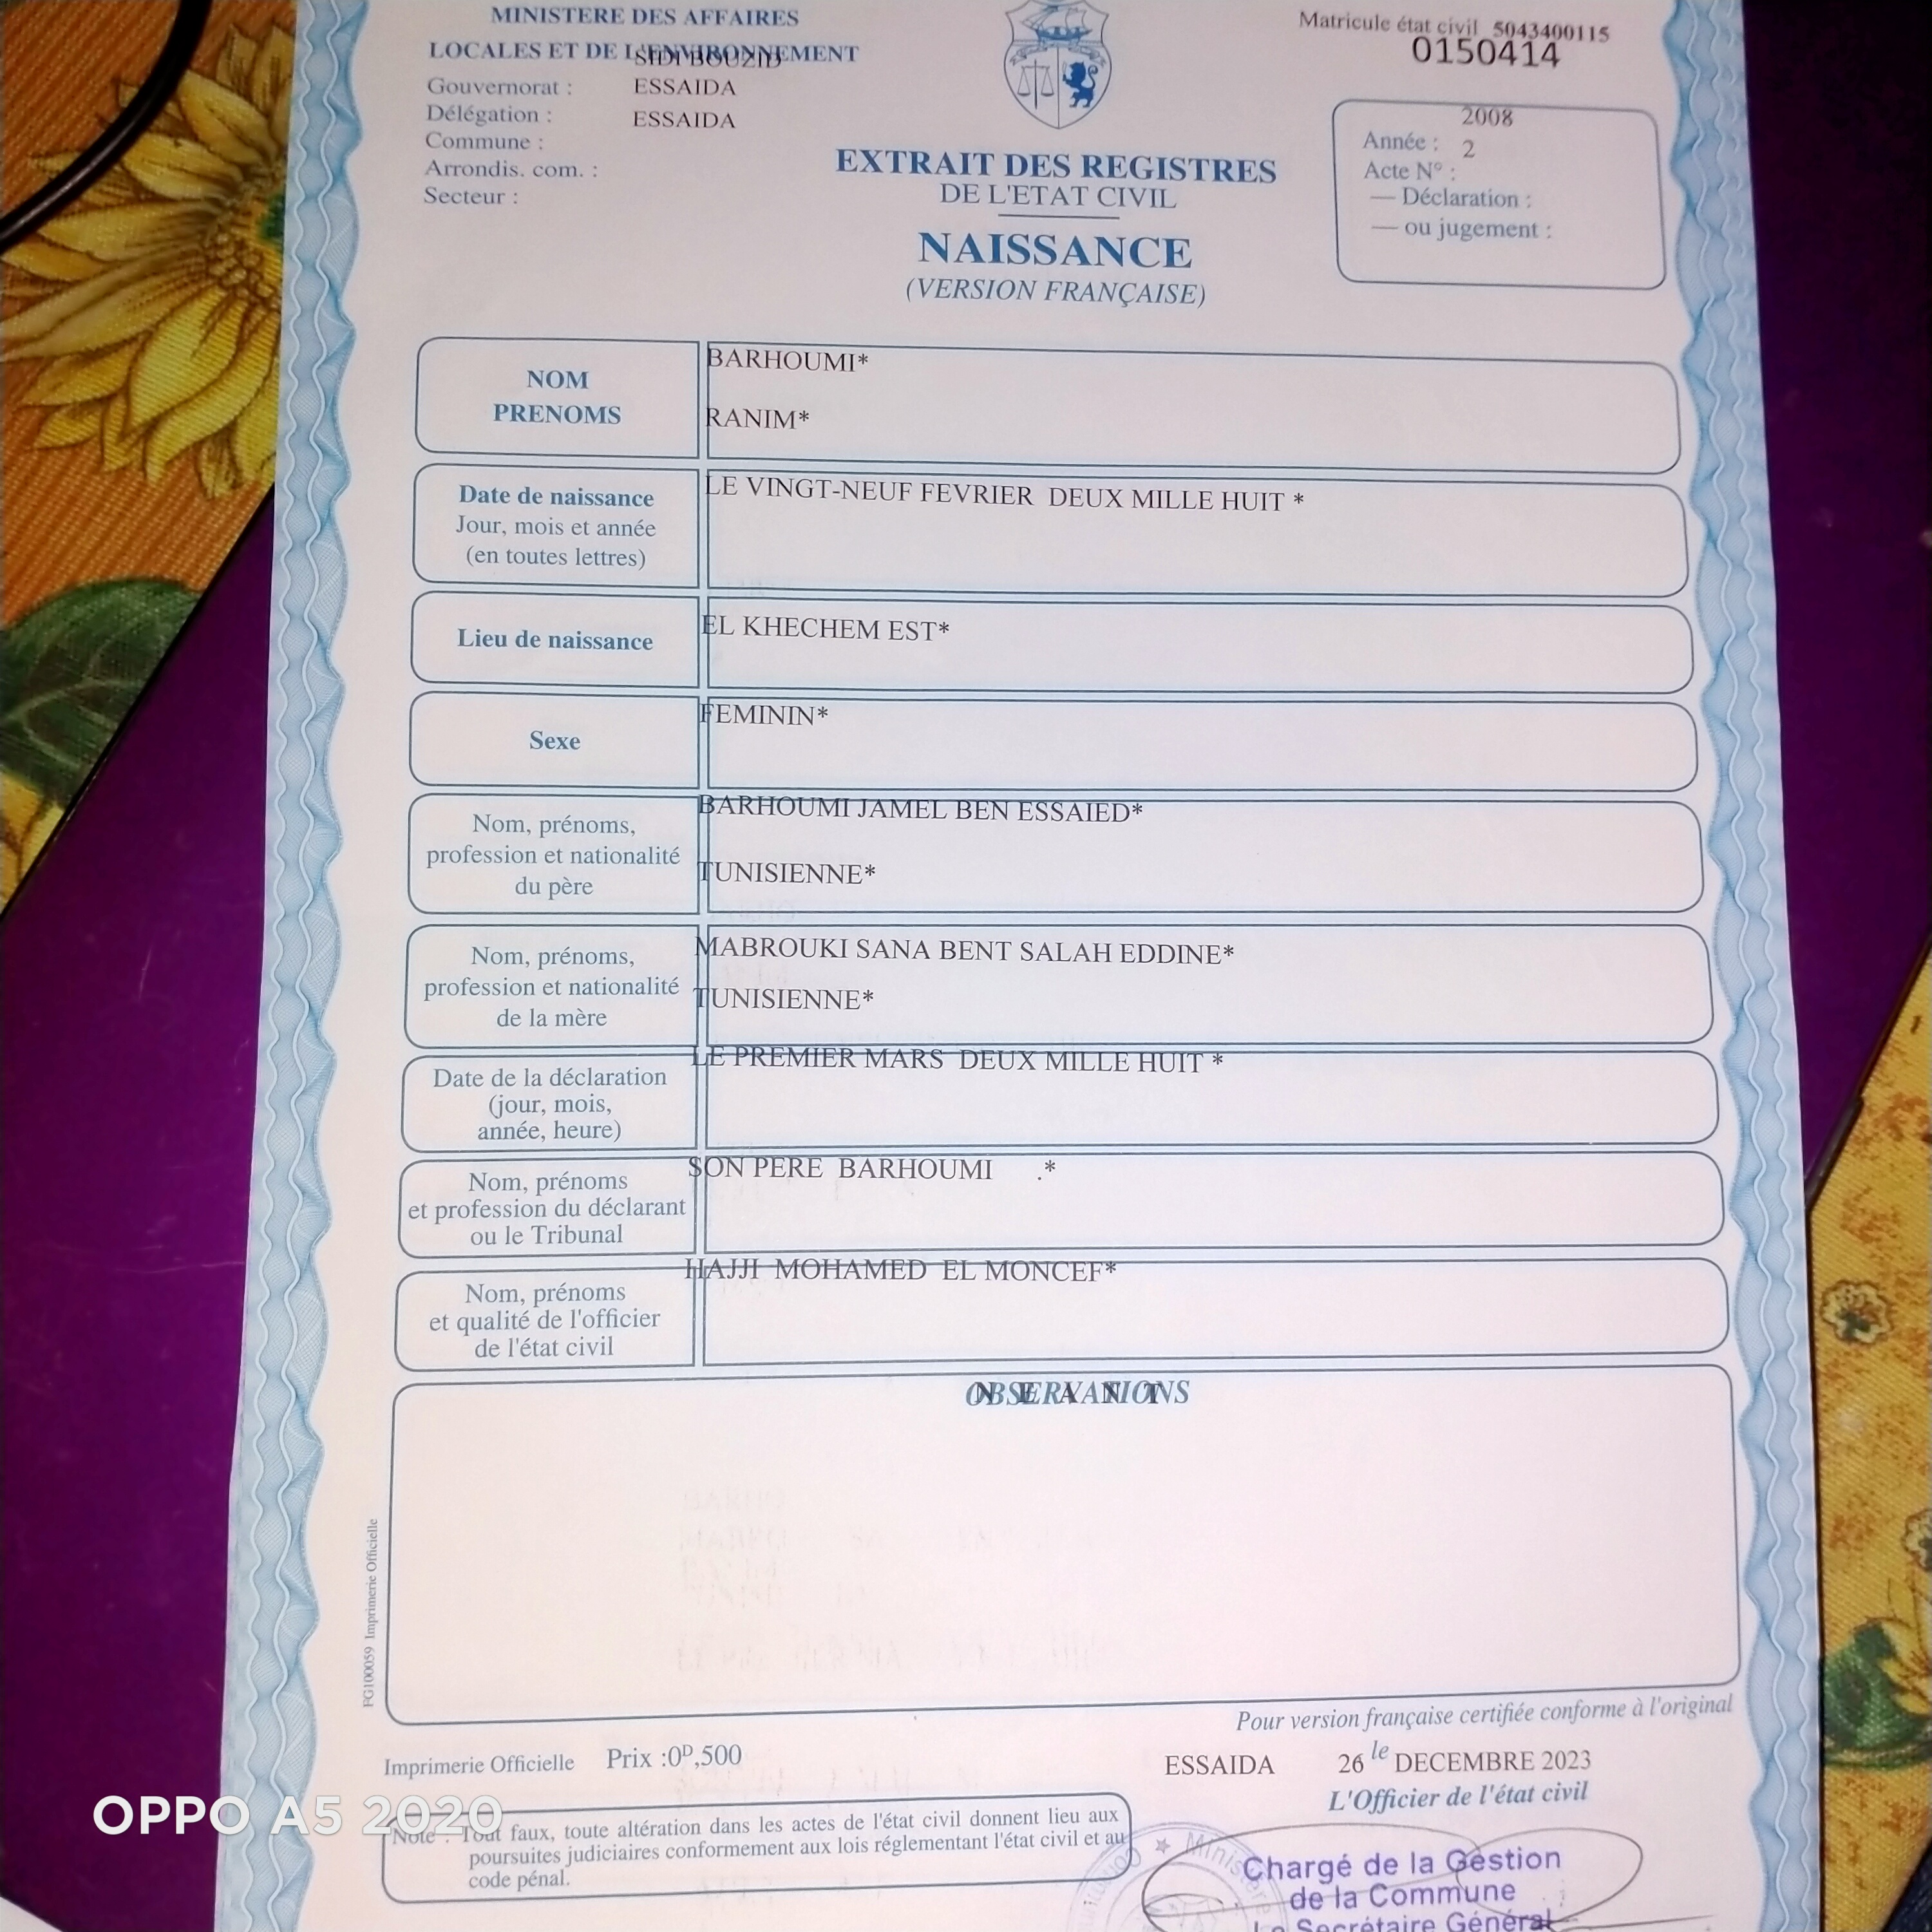 MINISTERE DES AFFAIRES
LOCALES ET DE L'ENVIRONNEMENT
SIDI BOUZID
Gouvernorat : ESSAIDA
Délégation : ESSAIDA
Commune :
Arrondis. com. :
Secteur :
Matricule état civil 5043400115
0150414
2008
Année : 2
Acte N° :
— Déclaration :
— ou jugement :
EXTRAIT DES REGISTRES
DE L'ETAT CIVIL
NAISSANCE
(VERSION FRANÇAISE)
NOM
PRENOMS
BARHOUMI*
RANIM*
Date de naissance
Jour, mois et année
(en toutes lettres)
LE VINGT-NEUF FEVRIER DEUX MILLE HUIT *
Lieu de naissance
EL KHECHEM EST*
Sexe
FEMININ*
Nom, prénoms,
profession et nationalité
du père
BARHOUMI JAMEL BEN ESSAIED*
TUNISIENNE*
Nom, prénoms,
profession et nationalité
de la mère
MABROUKI SANA BENT SALAH EDDINE*
TUNISIENNE*
Date de la déclaration
(jour, mois,
année, heure)
LE PREMIER MARS DEUX MILLE HUIT *
Nom, prénoms
et profession du déclarant
ou le Tribunal
SON PERE BARHOUMI .*
Nom, prénoms
et qualité de l'officier
de l'état civil
HAJJI MOHAMED EL MONCEF*
OBSERVATIONS
N E A N T
FG100059 Imprimerie Officielle
Pour version française certifiée conforme à l'original
Imprimerie Officielle Prix :0D,500
ESSAIDA 26 le DECEMBRE 2023
L'Officier de l'état civil
OPPO A5 2020
Note : Tout faux, toute altération dans les actes de l'état civil donnent lieu aux
poursuites judiciaires conformement aux lois réglementant l'état civil et au
code pénal.
Chargé de la Gestion
de la Commune
Le Secrétaire Général